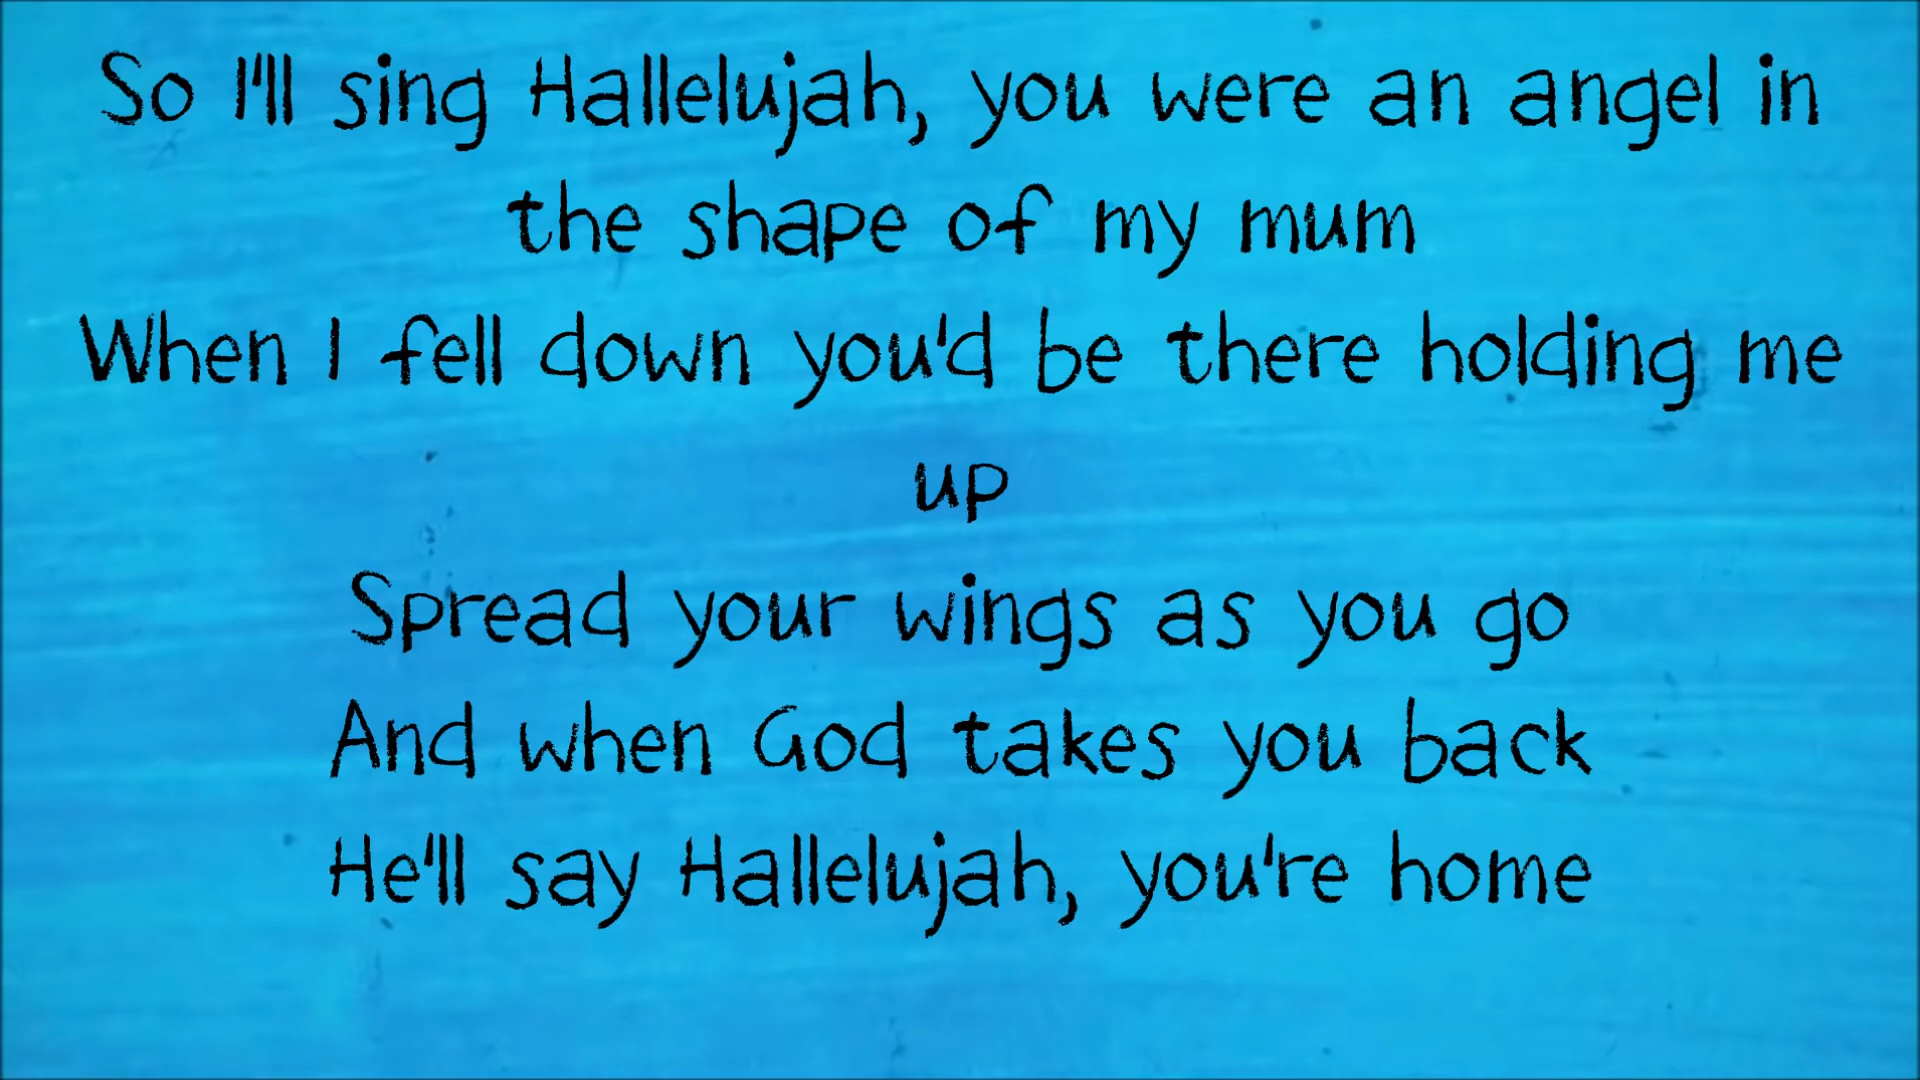 So I'll sing Hallelujah, you were an angel in
the shape of my mum
When I fell down you'd be there holding me
up
Spread your wings as you go
And when God takes you back
He'll say Hallelujah, you're home